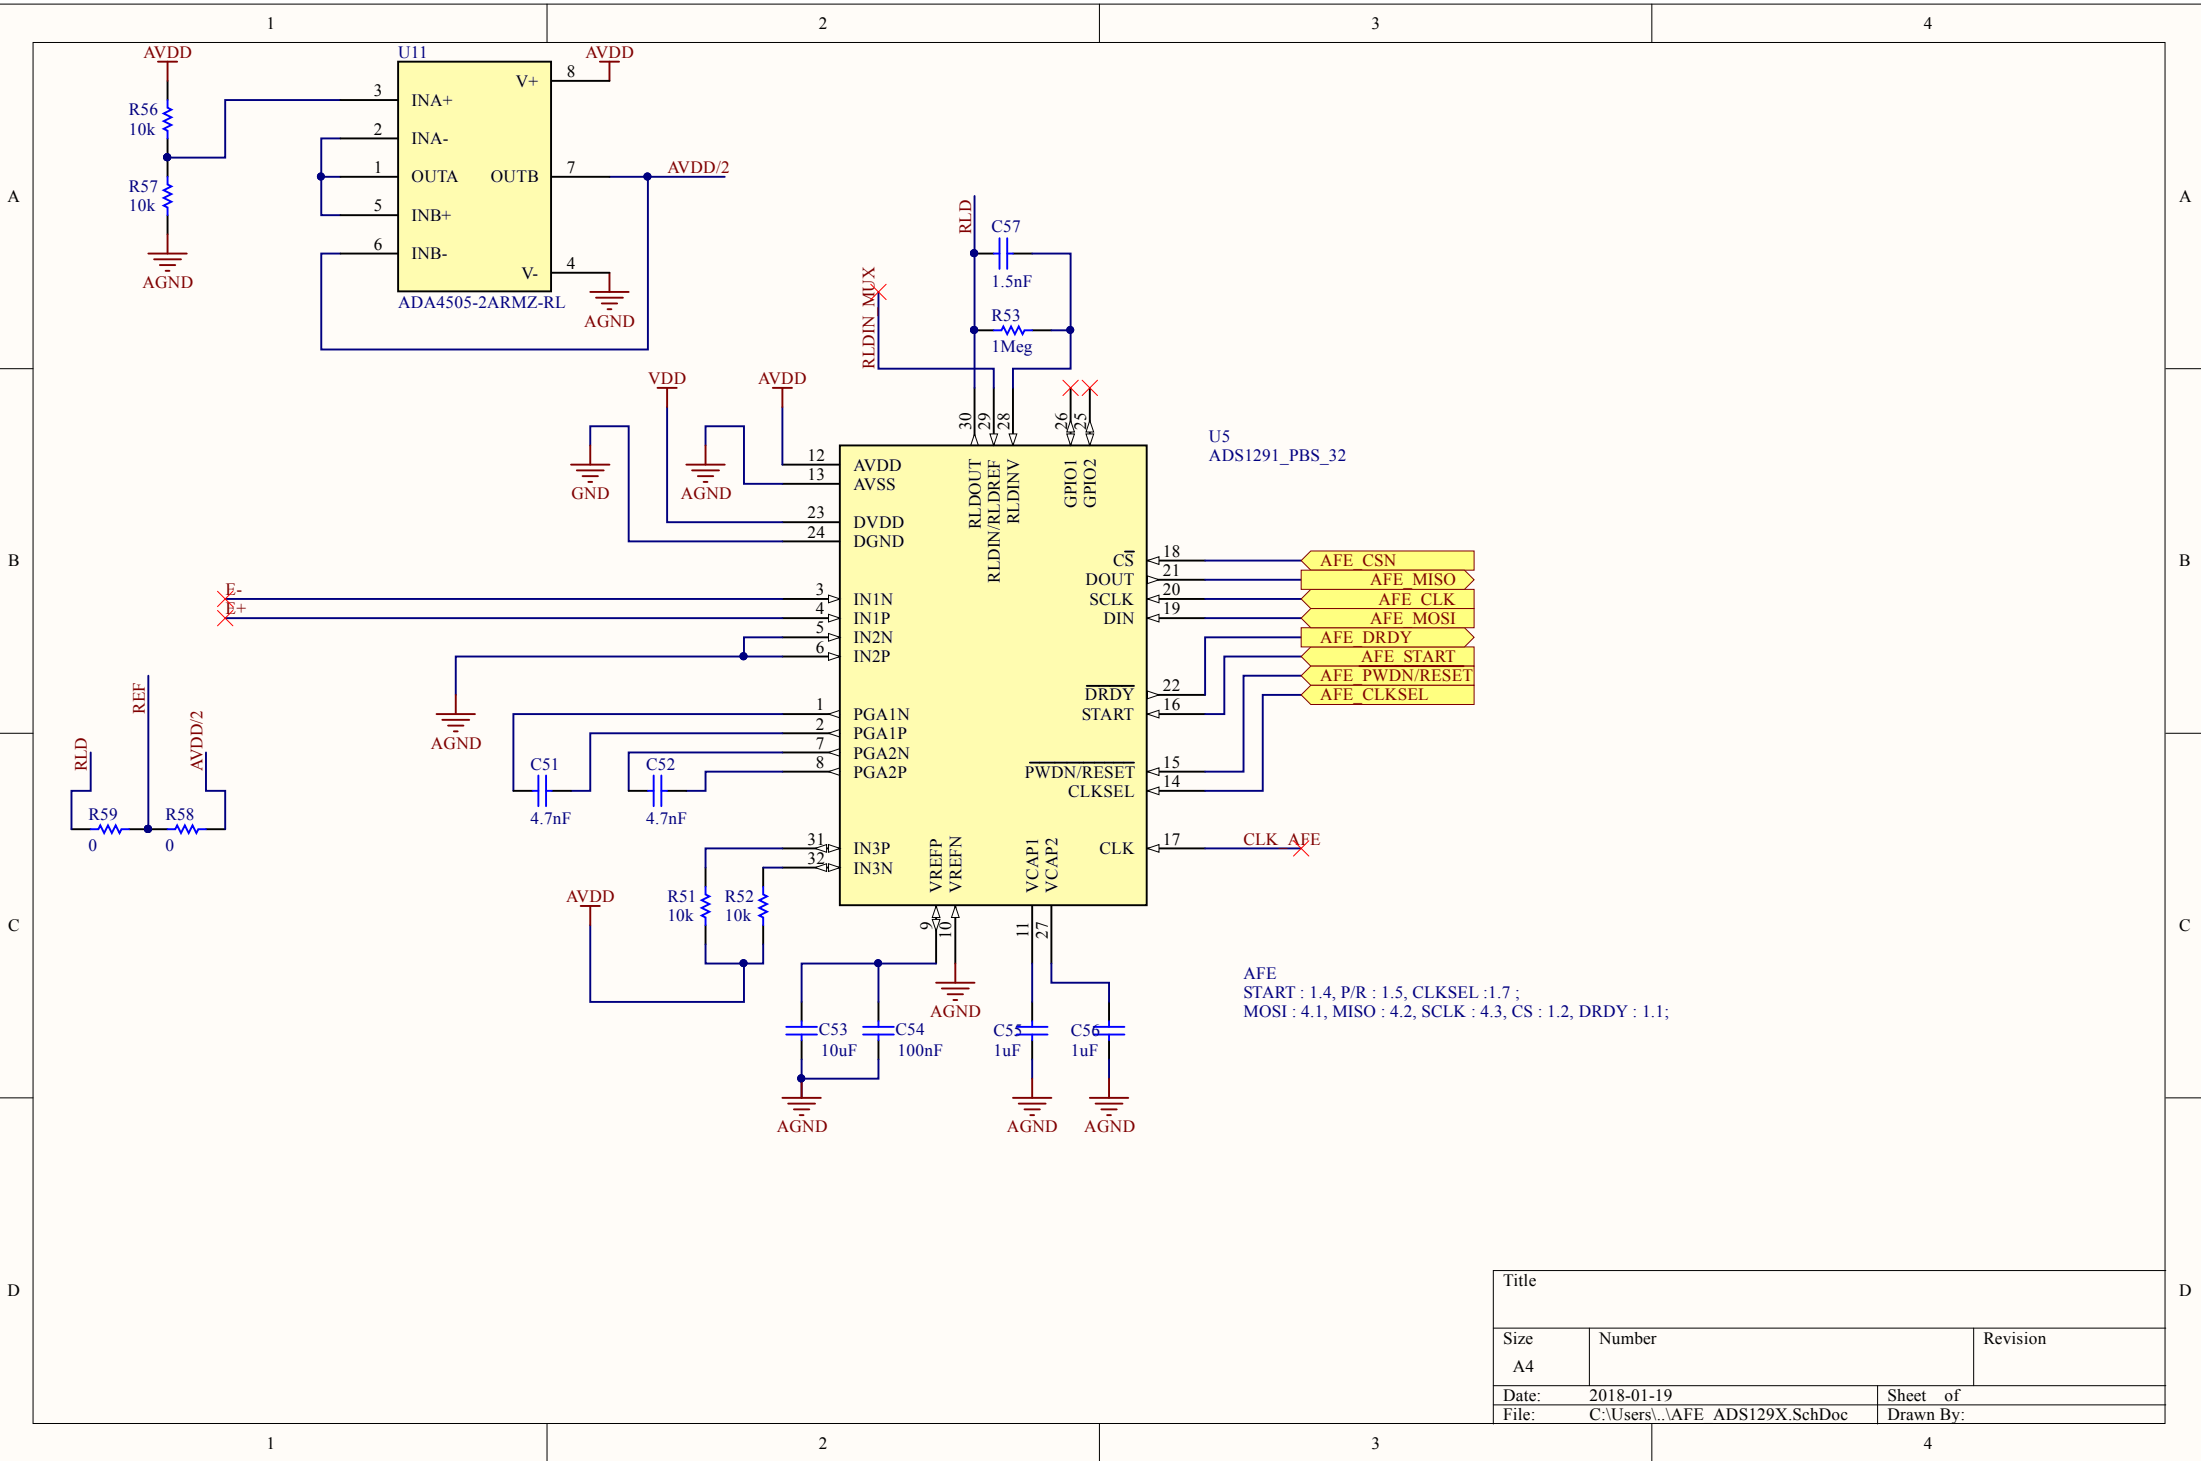 1 2 3 4
A A
B B
C C
D D
1 2 3 4
AVDD
R56
10k
R57
10k
AGND
U11
AVDD
3 INA+
2 INA-
1 OUTA
5 INB+
6 INB-
V+ 8
OUTB 7
V- 4
AVDD/2
ADA4505-2ARMZ-RL
AGND
RLD
C57
1.5nF
RLDIN_MUX
R53
1Meg
VDD
AVDD
GND
AGND
30 29 28 26 25
U5
ADS1291_PBS_32
RLDOUT
RLDIN/RLDREF
RLDINV
GPIO1
GPIO2
12 AVDD
13 AVSS
23 DVDD
24 DGND
E-
E+
3 IN1N
4 IN1P
5 IN2N
6 IN2P
AGND
1 PGA1N
2 PGA1P
7 PGA2N
8 PGA2P
C51
4.7nF
C52
4.7nF
31 IN3P
32 IN3N
CS 18 AFE_CSN
DOUT 21 AFE_MISO
SCLK 20 AFE_CLK
DIN 19 AFE_MOSI
AFE_DRDY
AFE_START
AFE_PWDN/RESET
AFE_CLKSEL
DRDY 22
START 16
PWDN/RESET 15
CLKSEL 14
CLK 17 CLK_AFE
VREFP
VREFN
VCAP1
VCAP2
9 10 11 27
RLD
REF
AVDD/2
R59
0
R58
0
AVDD
R51
10k
R52
10k
AGND
C53
10uF
C54
100nF
C55
1uF
C56
1uF
AGND
AGND
AGND
AFE
START : 1.4, P/R : 1.5, CLKSEL :1.7 ;
MOSI : 4.1, MISO : 4.2, SCLK : 4.3, CS : 1.2, DRDY : 1.1;
Title
Size
A4
Number
Revision
Date: 2018-01-19
Sheet of
File: C:\Users\..\AFE_ADS129X.SchDoc
Drawn By: